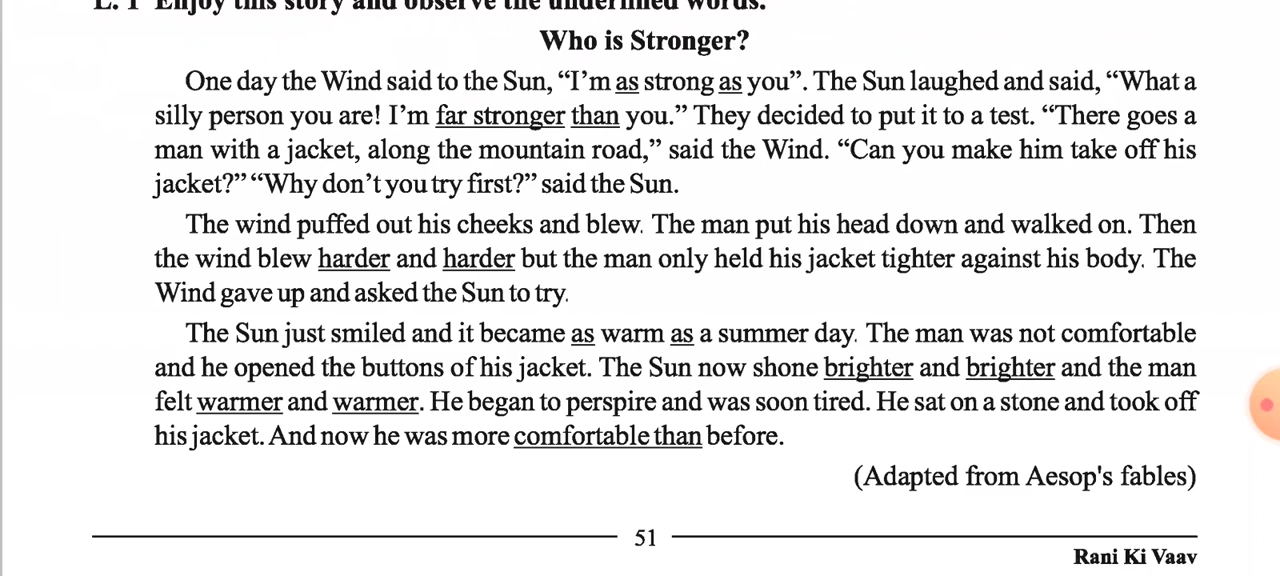 L. 1 Enjoy this story and observe the underlined words.
Who is Stronger?
One day the Wind said to the Sun, “I’m as strong as you”. The Sun laughed and said, “What a
silly person you are! I’m far stronger than you.” They decided to put it to a test. “There goes a
man with a jacket, along the mountain road,” said the Wind. “Can you make him take off his
jacket?” “Why don’t you try first?” said the Sun.
The wind puffed out his cheeks and blew. The man put his head down and walked on. Then
the wind blew harder and harder but the man only held his jacket tighter against his body. The
Wind gave up and asked the Sun to try.
The Sun just smiled and it became as warm as a summer day. The man was not comfortable
and he opened the buttons of his jacket. The Sun now shone brighter and brighter and the man
felt warmer and warmer. He began to perspire and was soon tired. He sat on a stone and took off
his jacket. And now he was more comfortable than before.
(Adapted from Aesop's fables)
51
Rani Ki Vaav